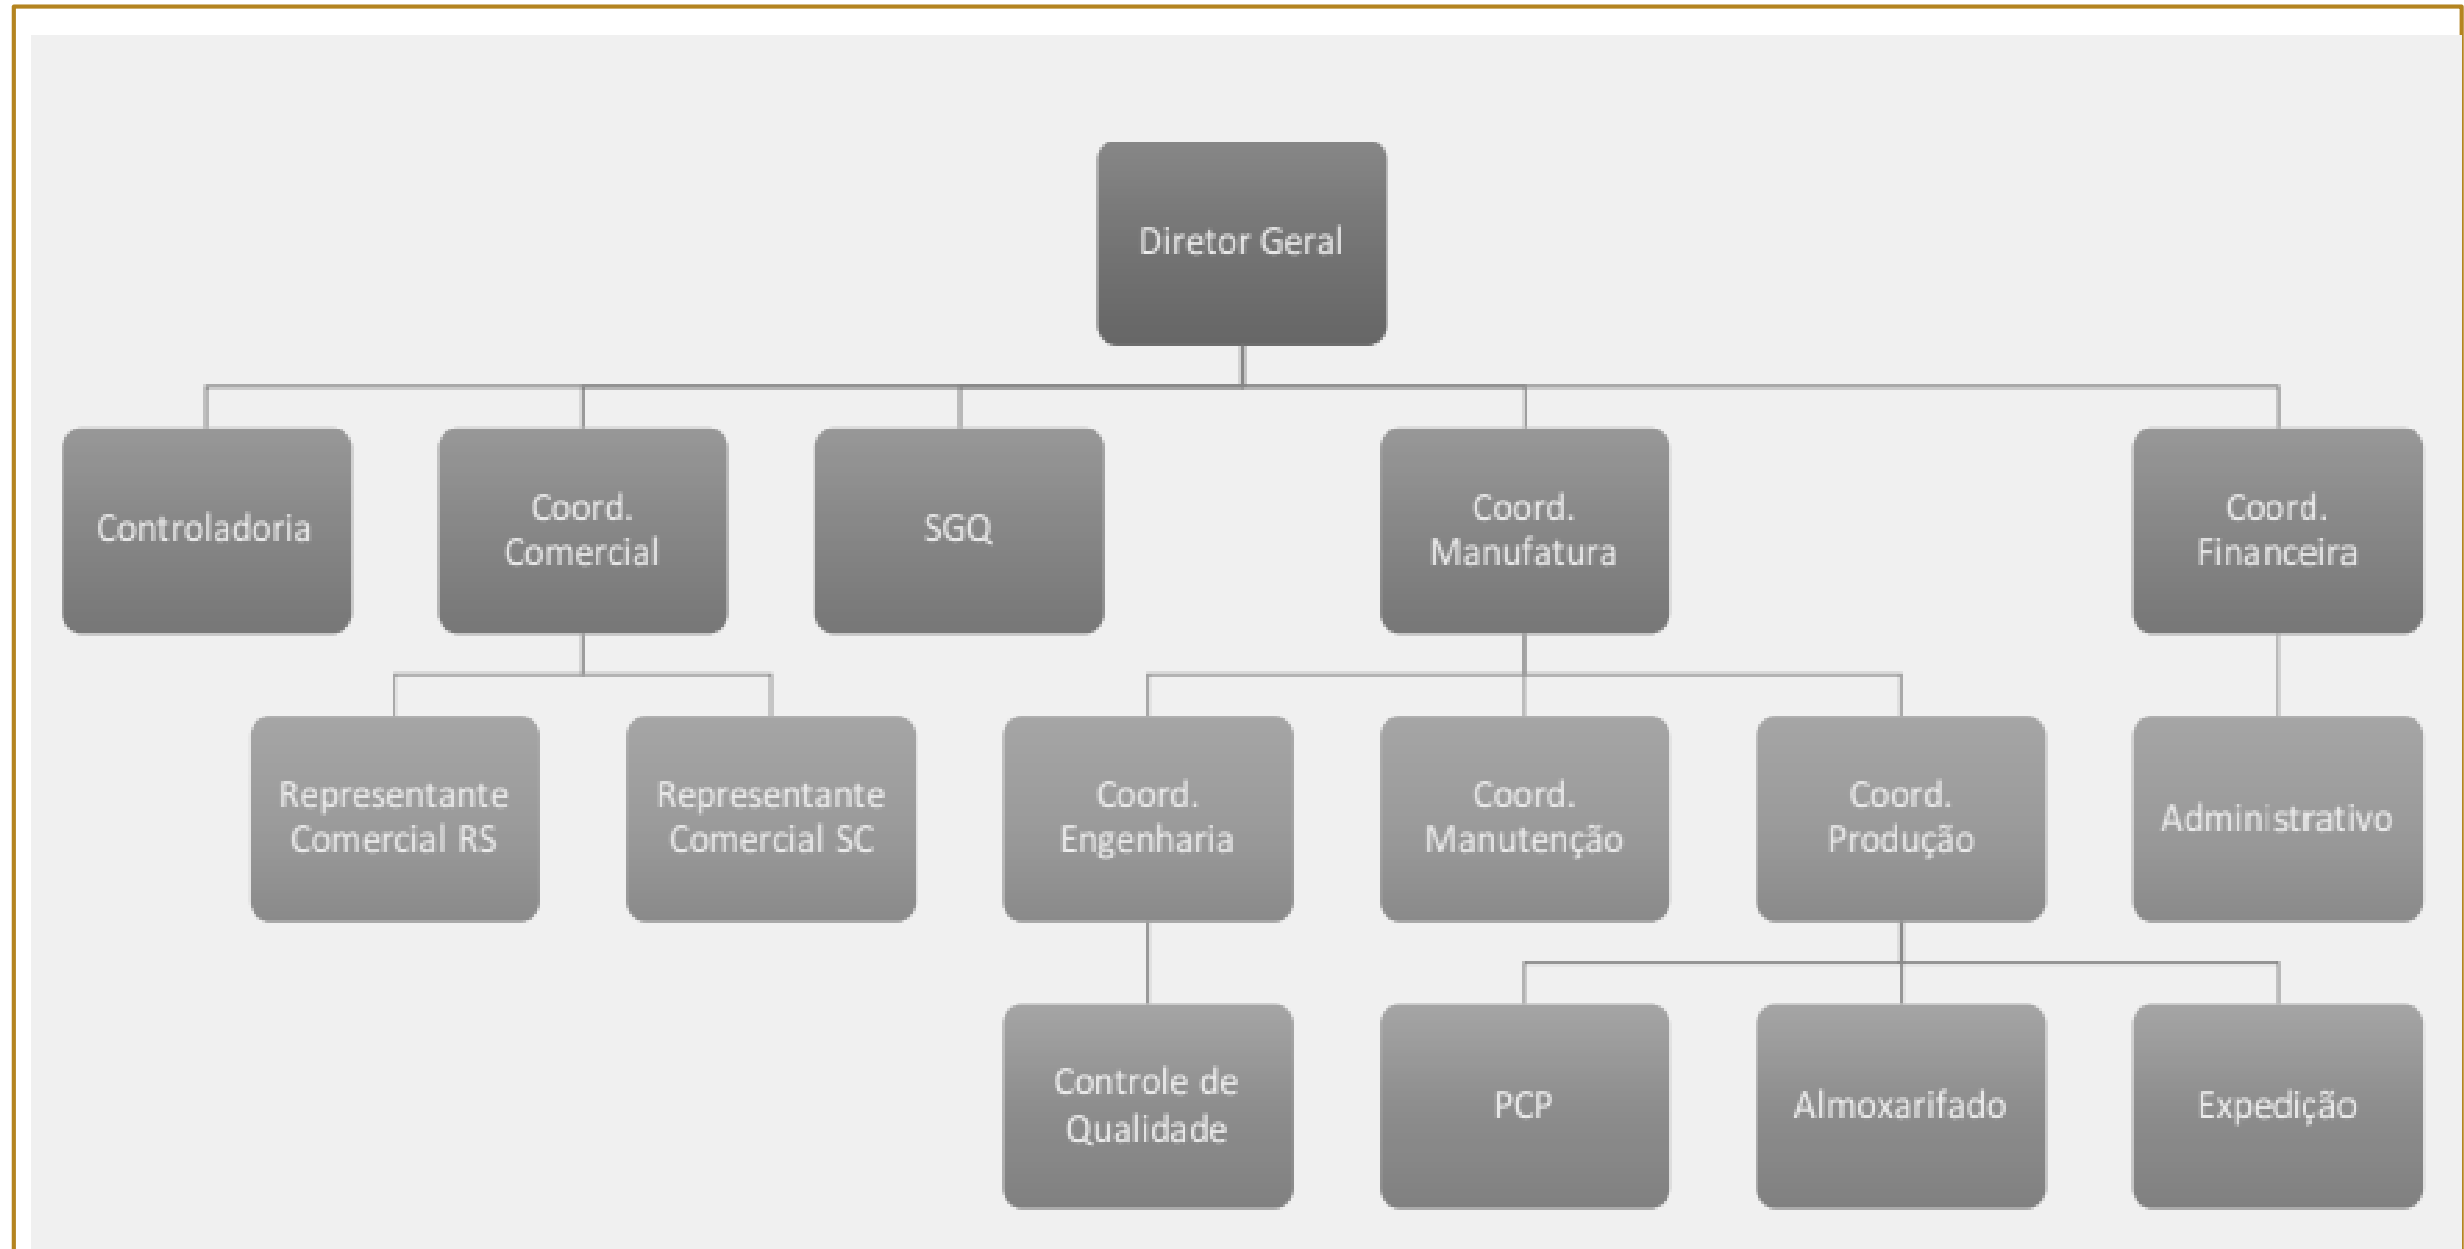 Diretor Geral
Controladoria
Coord.
Comercial
SGQ
Coord.
Manufatura
Coord.
Financeira
Representante
Comercial RS
Representante
Comercial SC
Coord.
Engenharia
Coord.
Manutenção
Coord.
Produção
Administrativo
Controle de
Qualidade
PCP
Almoxarifado
Expedição